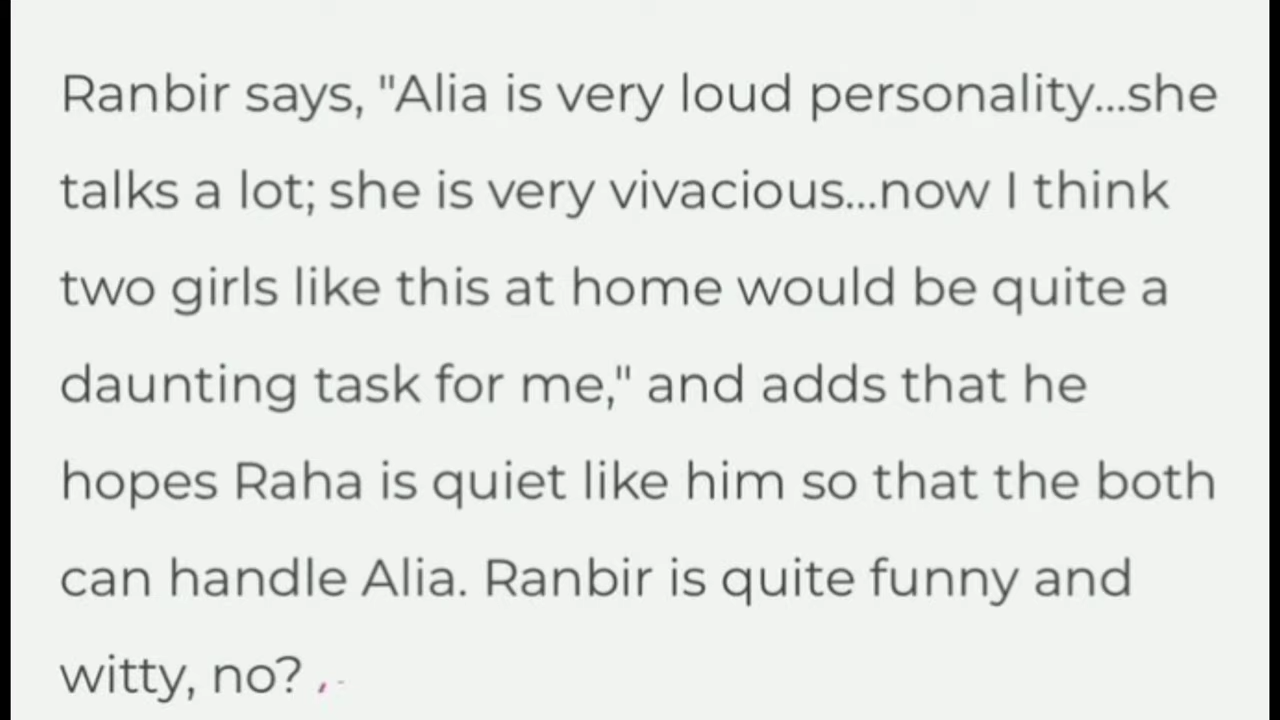 Ranbir says, "Alia is very loud personality...she
talks a lot; she is very vivacious...now I think
two girls like this at home would be quite a
daunting task for me," and adds that he
hopes Raha is quiet like him so that the both
can handle Alia. Ranbir is quite funny and
witty, no?